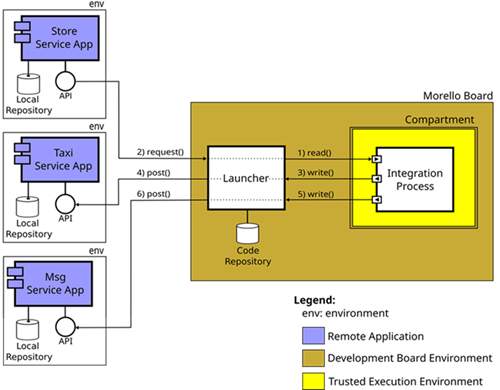 env
Store
Service App
Local
Repository
API
env
Taxi
Service App
Local
Repository
API
env
Msg
Service App
Local
Repository
API
2) request()
4) post()
6) post()
Morello Board
Compartment
Launcher
1) read()
3) write()
5) write()
Integration
Process
Code
Repository
Legend:
env: environment
Remote Application
Development Board Environment
Trusted Execution Environment